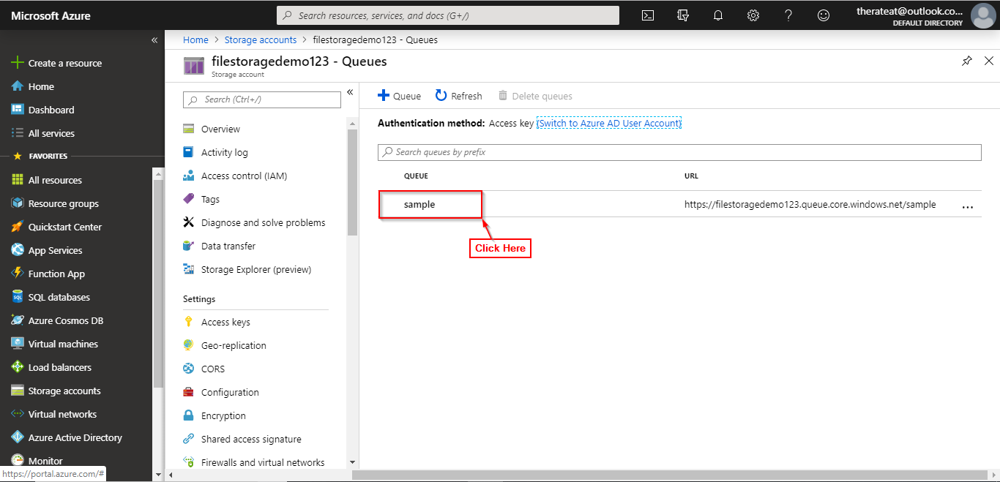 Microsoft Azure
Search resources, services, and docs (G+/)
therateat@outlook.co...
DEFAULT DIRECTORY
Create a resource
Home
Dashboard
All services
FAVORITES
All resources
Resource groups
Quickstart Center
App Services
Function App
SQL databases
Azure Cosmos DB
Virtual machines
Load balancers
Storage accounts
Virtual networks
Azure Active Directory
Monitor
https://portal.azure.com/#
Home > Storage accounts > filestoragedemo123 - Queues
filestoragedemo123 - Queues
Storage account
Search (Ctrl+/)
Overview
Activity log
Access control (IAM)
Tags
Diagnose and solve problems
Data transfer
Storage Explorer (preview)
Settings
Access keys
Geo-replication
CORS
Configuration
Encryption
Shared access signature
Firewalls and virtual networks
Queue Refresh Delete queues
Authentication method: Access key (Switch to Azure AD User Account)
Search queues by prefix
QUEUE URL
sample https://filestoragedemo123.queue.core.windows.net/sample ...
Click Here